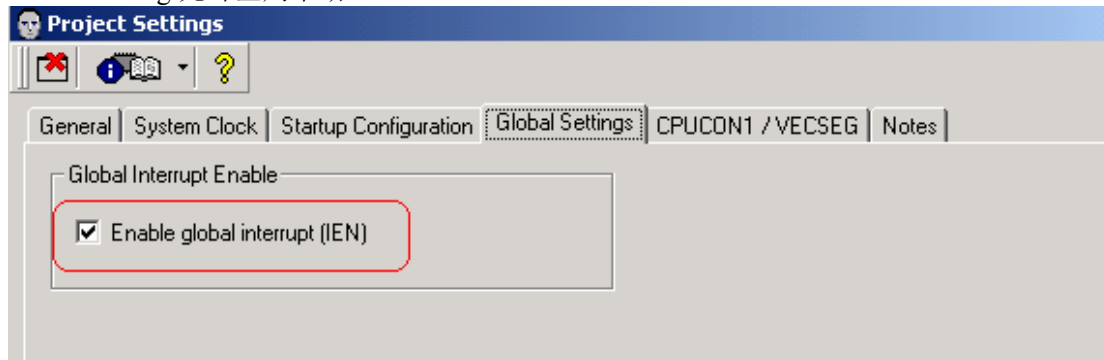 Project Settings
General System Clock Startup Configuration Global Settings CPUCON1 / VECSEG Notes
Global Interrupt Enable
Enable global interrupt (IEN)